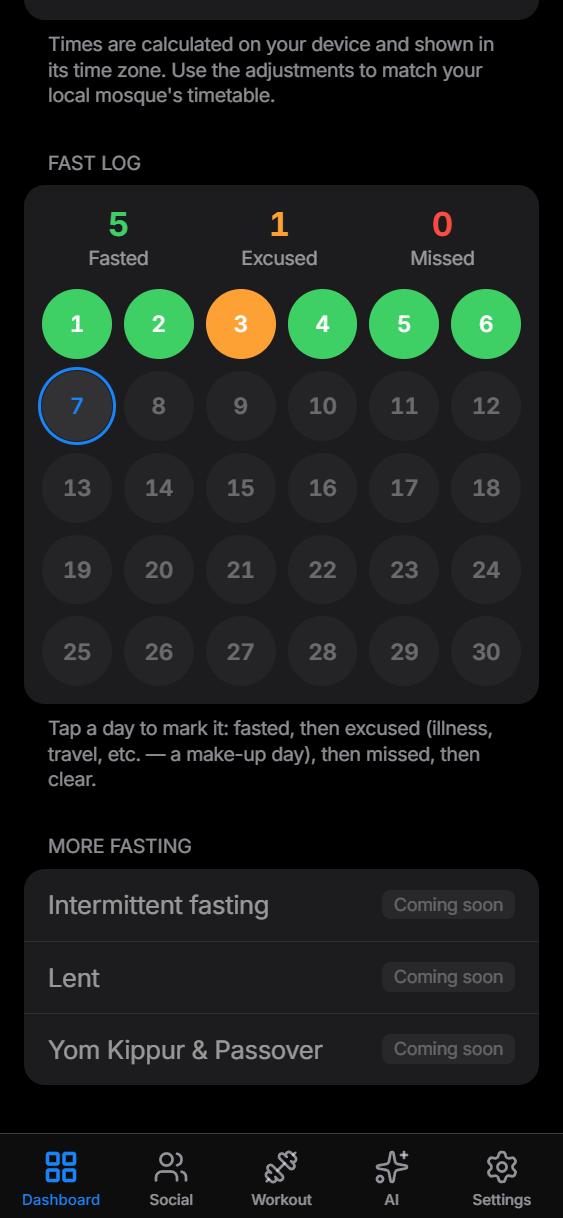 Times are calculated on your device and shown in
its time zone. Use the adjustments to match your
local mosque's timetable.
FAST LOG
5 1 0
Fasted Excused Missed
1 2 3 4 5 6
7 8 9 10 11 12
13 14 15 16 17 18
19 20 21 22 23 24
25 26 27 28 29 30
Tap a day to mark it: fasted, then excused (illness,
travel, etc. — a make-up day), then missed, then
clear.
MORE FASTING
Intermittent fasting Coming soon
Lent Coming soon
Yom Kippur & Passover Coming soon
Dashboard Social Workout AI Settings